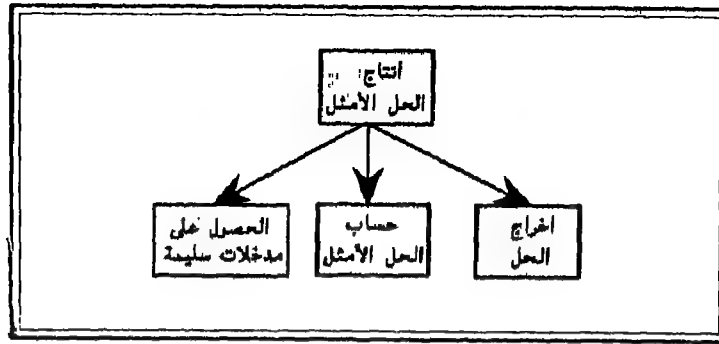 انتاج
الحل الأمثل
اخراج
الحل
حساب
الحل الأمثل
الحصول على
مدخلات سليمة